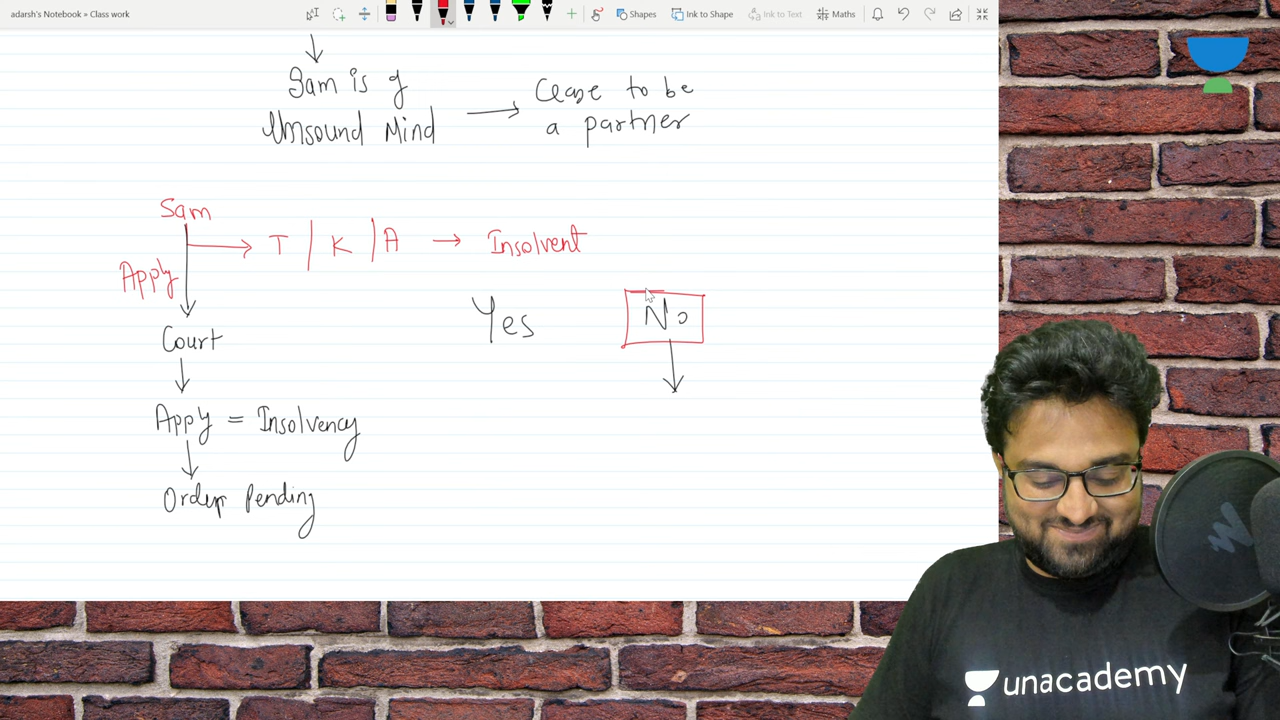 adarsh's Notebook » Class work
Shapes
Ink to Shape
Ink to Text
Maths
Sam is of
Unsound Mind
Cease to be
a partner
Sam
T | K | A → Insolvent
Apply
Yes
No
Court
Apply = Insolvency
Order Pending
unacademy